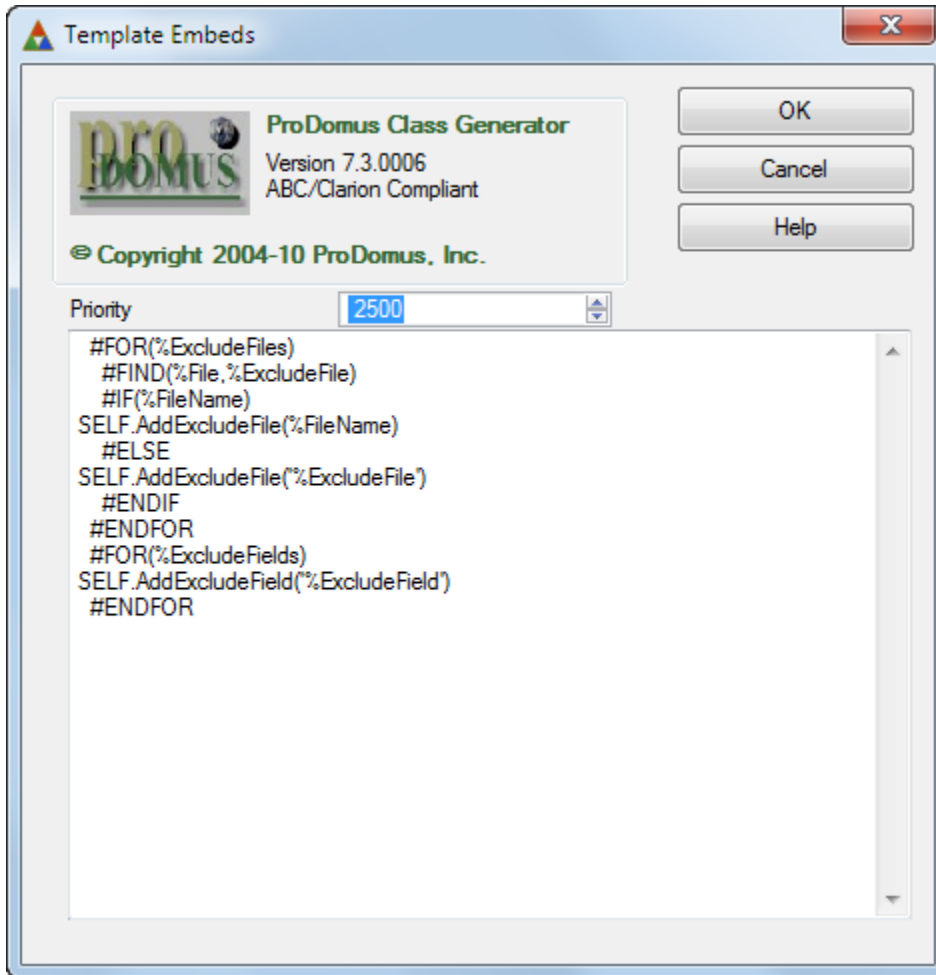 Template Embeds
pro
DOMUS
ProDomus Class Generator
Version 7.3.0006
ABC/Clarion Compliant
© Copyright 2004-10 ProDomus, Inc.
OK
Cancel
Help
Priority 2500
#FOR(%ExcludeFiles)
#FIND(%File,%ExcludeFile)
#IF(%FileName)
SELF.AddExcludeFile(%FileName)
#ELSE
SELF.AddExcludeFile('%ExcludeFile')
#ENDIF
#ENDFOR
#FOR(%ExcludeFields)
SELF.AddExcludeField('%ExcludeField')
#ENDFOR